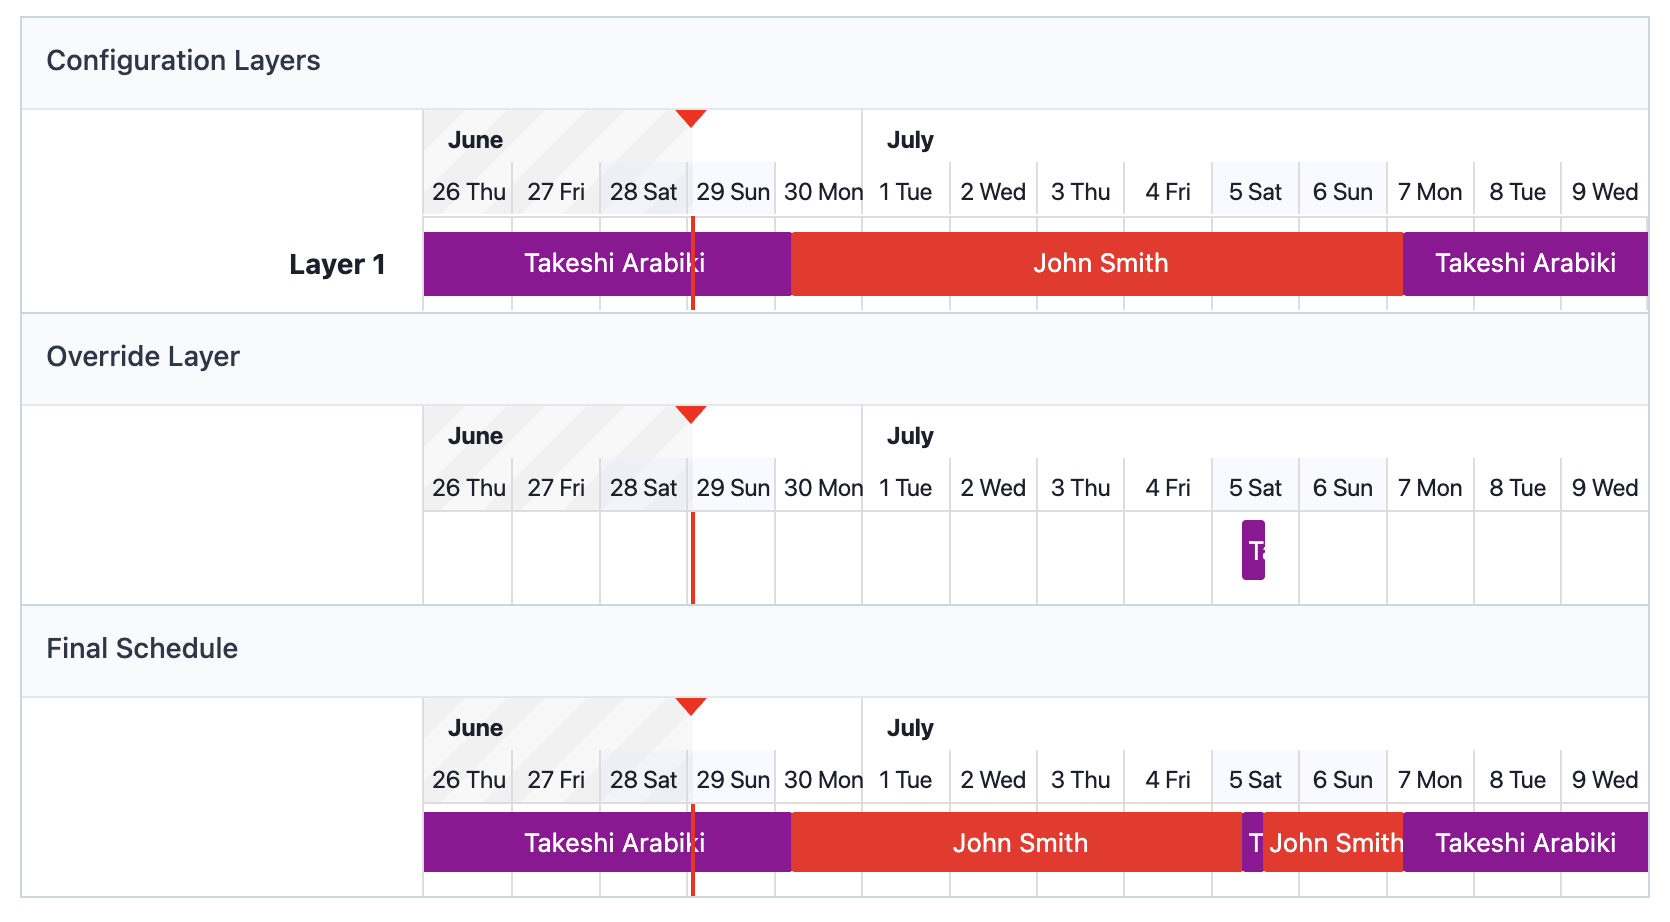 Configuration Layers
June July
26 Thu 27 Fri 28 Sat 29 Sun 30 Mon 1 Tue 2 Wed 3 Thu 4 Fri 5 Sat 6 Sun 7 Mon 8 Tue 9 Wed
Layer 1 Takeshi Arabiki John Smith Takeshi Arabiki
Override Layer
June July
26 Thu 27 Fri 28 Sat 29 Sun 30 Mon 1 Tue 2 Wed 3 Thu 4 Fri 5 Sat 6 Sun 7 Mon 8 Tue 9 Wed
Ta
Final Schedule
June July
26 Thu 27 Fri 28 Sat 29 Sun 30 Mon 1 Tue 2 Wed 3 Thu 4 Fri 5 Sat 6 Sun 7 Mon 8 Tue 9 Wed
Takeshi Arabiki John Smith T John Smith Takeshi Arabiki